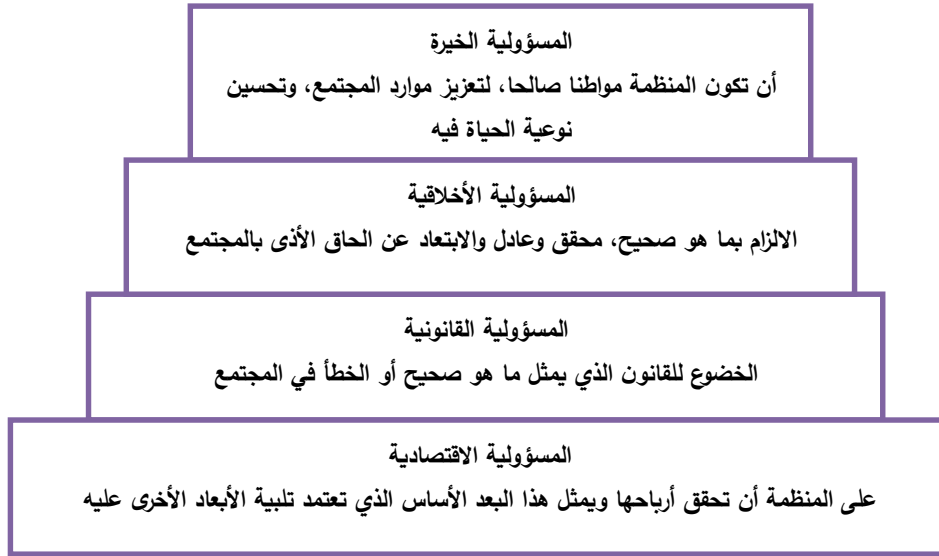 المسؤولية الخيرة
أن تكون المنظمة مواطنا صالحا، لتعزيز موارد المجتمع، وتحسين
نوعية الحياة فيه
المسؤولية الأخلاقية
الالزام بما هو صحيح، محقق وعادل والابتعاد عن الحاق الأذى بالمجتمع
المسؤولية القانونية
الخضوع للقانون الذي يمثل ما هو صحيح أو الخطأ في المجتمع
المسؤولية الاقتصادية
على المنظمة أن تحقق أرباحها ويمثل هذا البعد الأساس الذي تعتمد تلبية الأبعاد الأخرى عليه